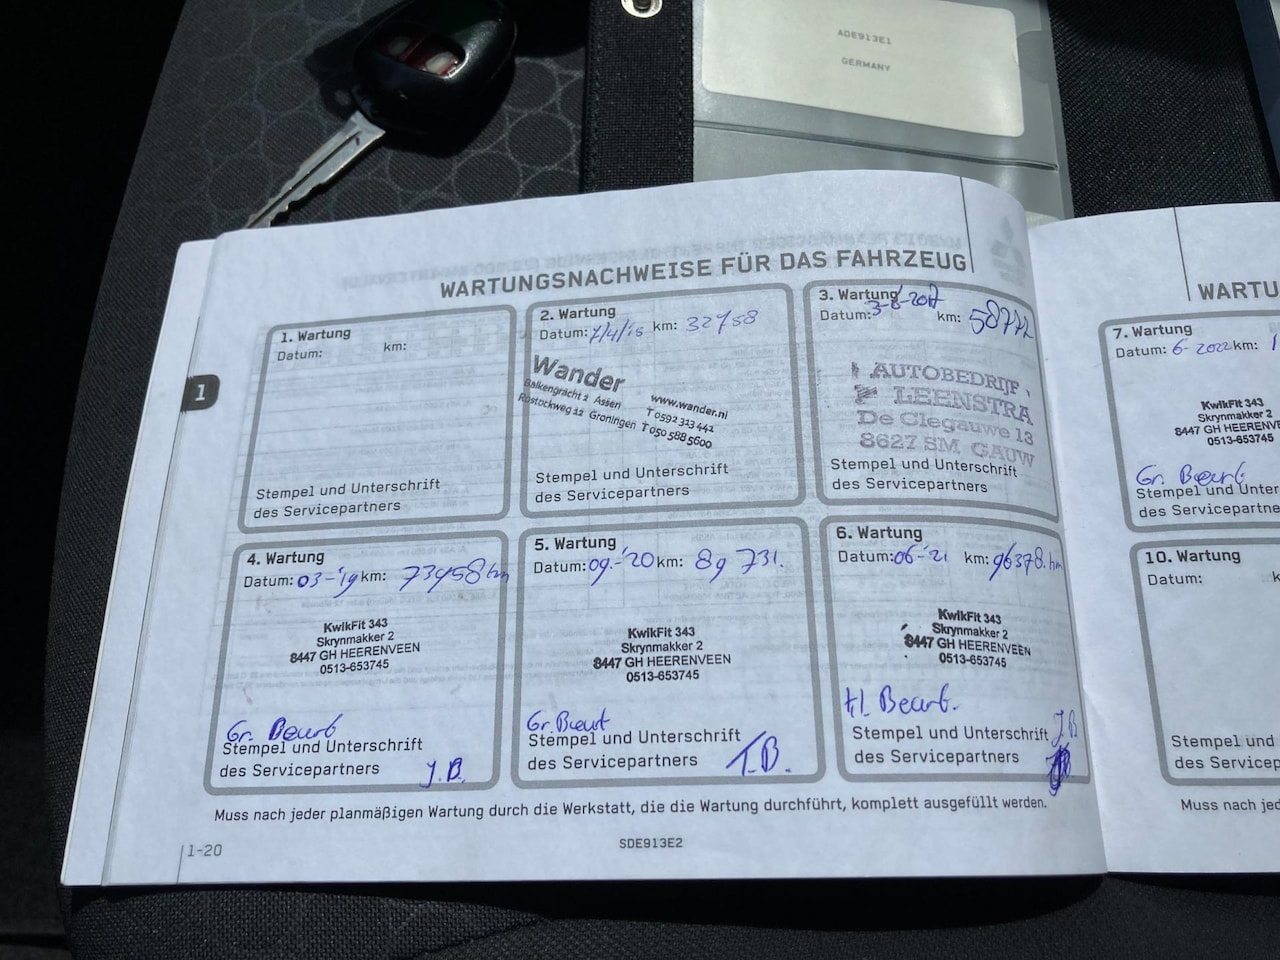 ADE913E1
GERMANY
WARTUNGSNACHWEISE FÜR DAS FAHRZEUG
1. Wartung
Datum: km:
Stempel und Unterschrift
des Servicepartners
2. Wartung
Datum: 7/4/15 km: 32758
Wander
Balkengracht 2 Assen www.wander.nl
Rostockweg 12 Groningen T 0592 323 442
T 050 588 5600
Stempel und Unterschrift
des Servicepartners
3. Wartung
Datum: 3-6-2017 km: 58772
AUTOBEDRIJF
LEENSTRA
De Clegauwe 13
8627 SM GAUW
Stempel und Unterschrift
des Servicepartners
4. Wartung
Datum: 03-'19 km: 73458 km
KwikFit 343
Skrynmakker 2
8447 GH HEERENVEEN
0513-653745
Gr. Beurt
Stempel und Unterschrift
des Servicepartners J.B.
5. Wartung
Datum: 09-'20 km: 89 731.
KwikFit 343
Skrynmakker 2
8447 GH HEERENVEEN
0513-653745
Gr. Beurt
Stempel und Unterschrift
des Servicepartners T.B.
6. Wartung
Datum: 06-'21 km: 96378. km
KwikFit 343
Skrynmakker 2
8447 GH HEERENVEEN
0513-653745
Kl. Beurt.
Stempel und Unterschrift J.B
des Servicepartners
Muss nach jeder planmäßigen Wartung durch die Werkstatt, die die Wartung durchführt, komplett ausgefüllt werden.
1-20
SDE913E2
WARTU
7. Wartung
Datum: 6-2022 km: 1
KwikFit 343
Skrynmakker 2
8447 GH HEERENVE
0513-653745
Gr. Beurt
Stempel und Unter
des Servicepartne
10. Wartung
Datum: k
Stempel und
des Service
Muss nach jed
1